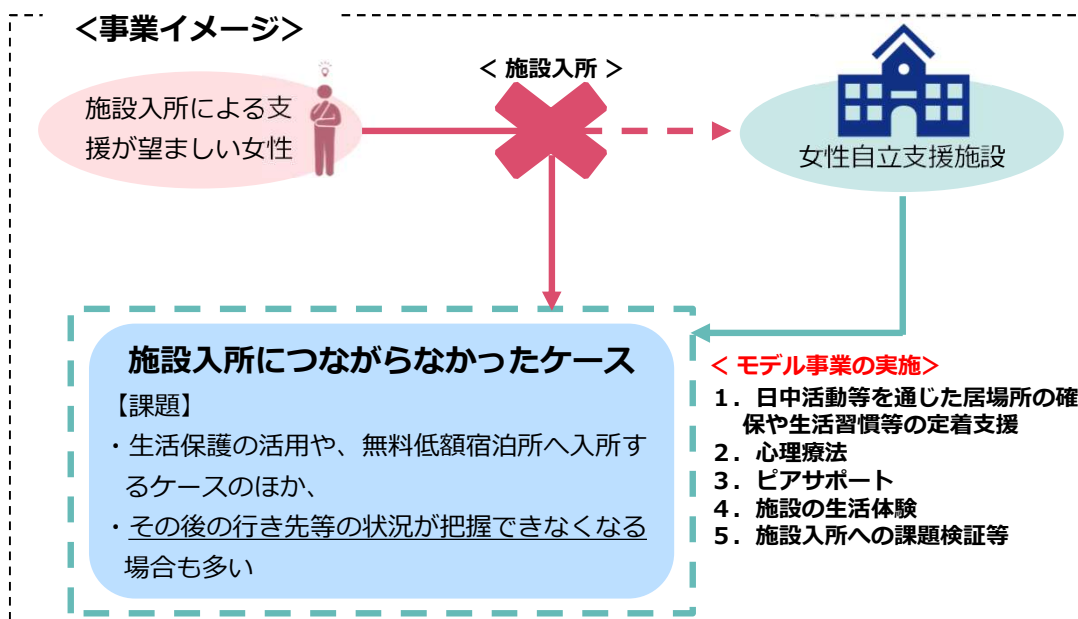 <事業イメージ>
< 施設入所 >
施設入所による支
援が望ましい女性
女性自立支援施設
施設入所につながらなかったケース
【課題】
・生活保護の活用や、無料低額宿泊所へ入所す
るケースのほか、
・その後の行き先等の状況が把握できなくなる
場合も多い
< モデル事業の実施>
1．日中活動等を通じた居場所の確
保や生活習慣等の定着支援
2．心理療法
3．ピアサポート
4．施設の生活体験
5．施設入所への課題検証等